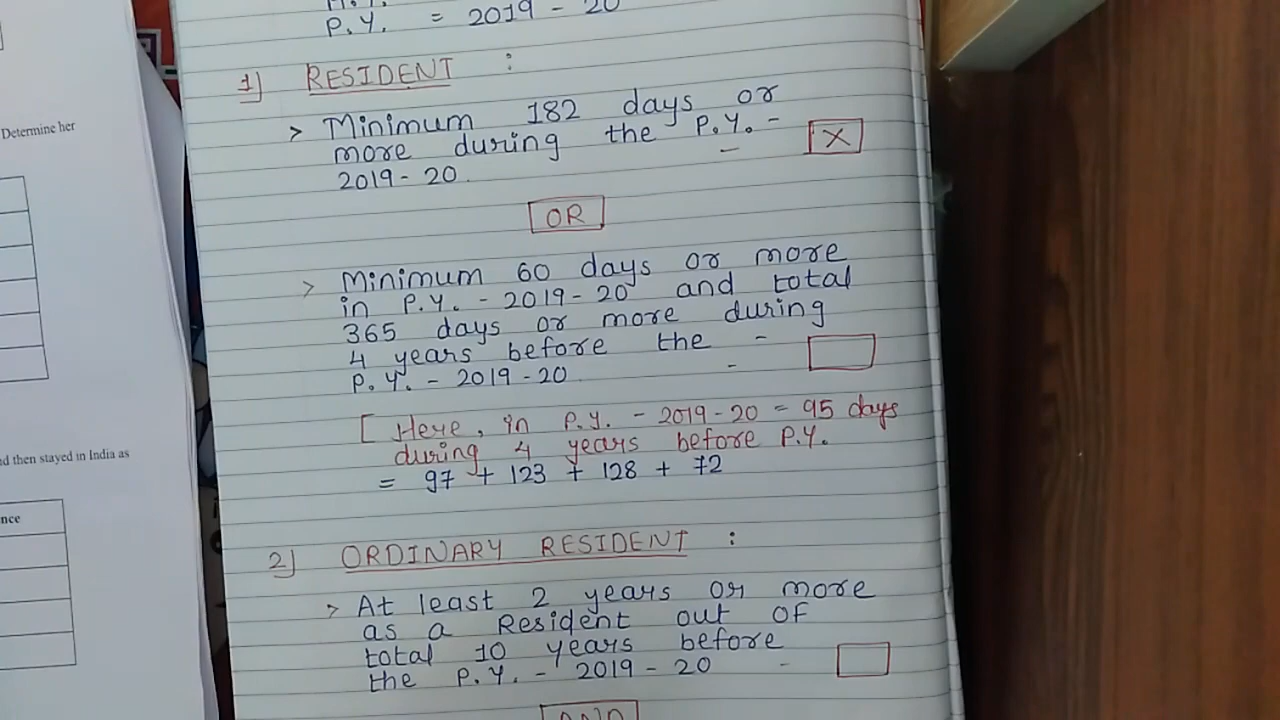 P.Y. = 2019 - 20
1) RESIDENT :
> Minimum 182 days or
more during the P.Y. -
2019 - 20
X
OR
> Minimum 60 days or more
in P.Y. - 2019 - 20 and total
365 days or more during
4 years before the -
P.Y. - 2019 - 20 -
[ Here, in P.Y. - 2019 - 20 = 95 days
during 4 years before P.Y.
= 97 + 123 + 128 + 72
2) ORDINARY RESIDENT :
> At least 2 years or more
as a Resident out of
total 10 years before
the P.Y. - 2019 - 20 -
Determine her
nd then stayed in India as
nce